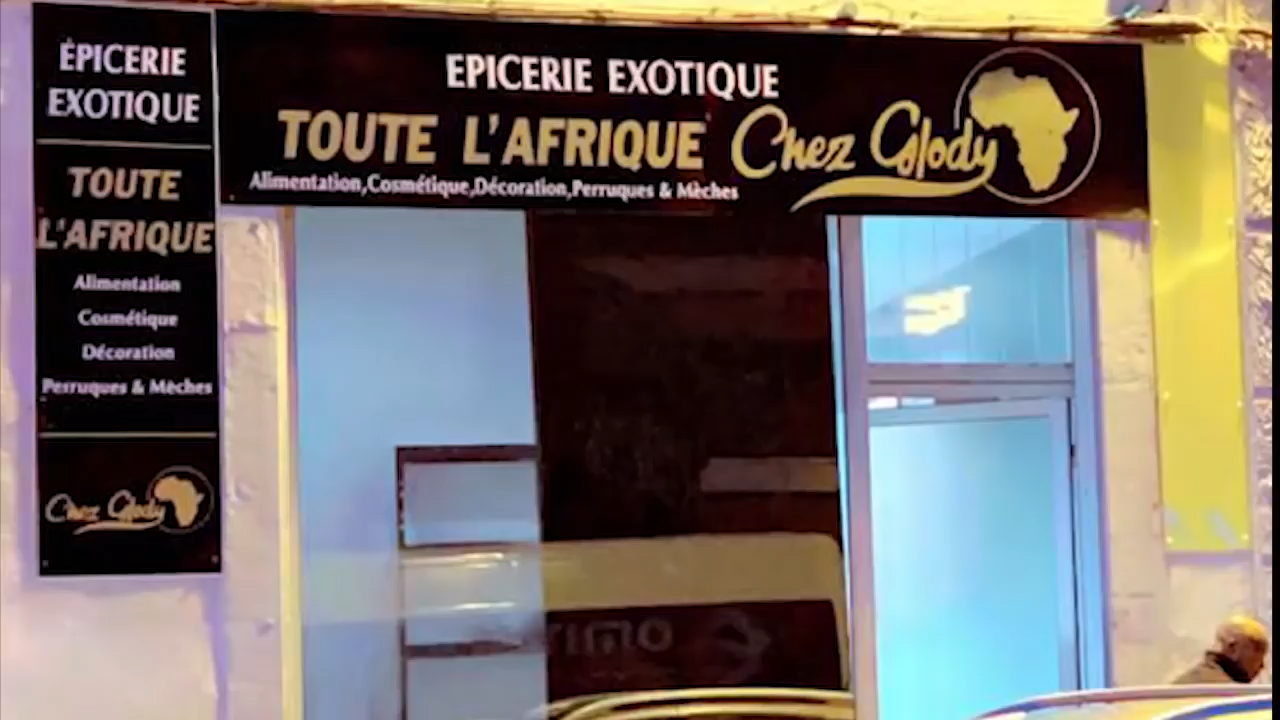 ÉPICERIE
EXOTIQUE
TOUTE
L'AFRIQUE
Alimentation
Cosmétique
Décoration
Perruques & Mèches
Chez Glody
EPICERIE EXOTIQUE
TOUTE L'AFRIQUE Chez Glody
Alimentation,Cosmétique,Décoration,Perruques & Mèches